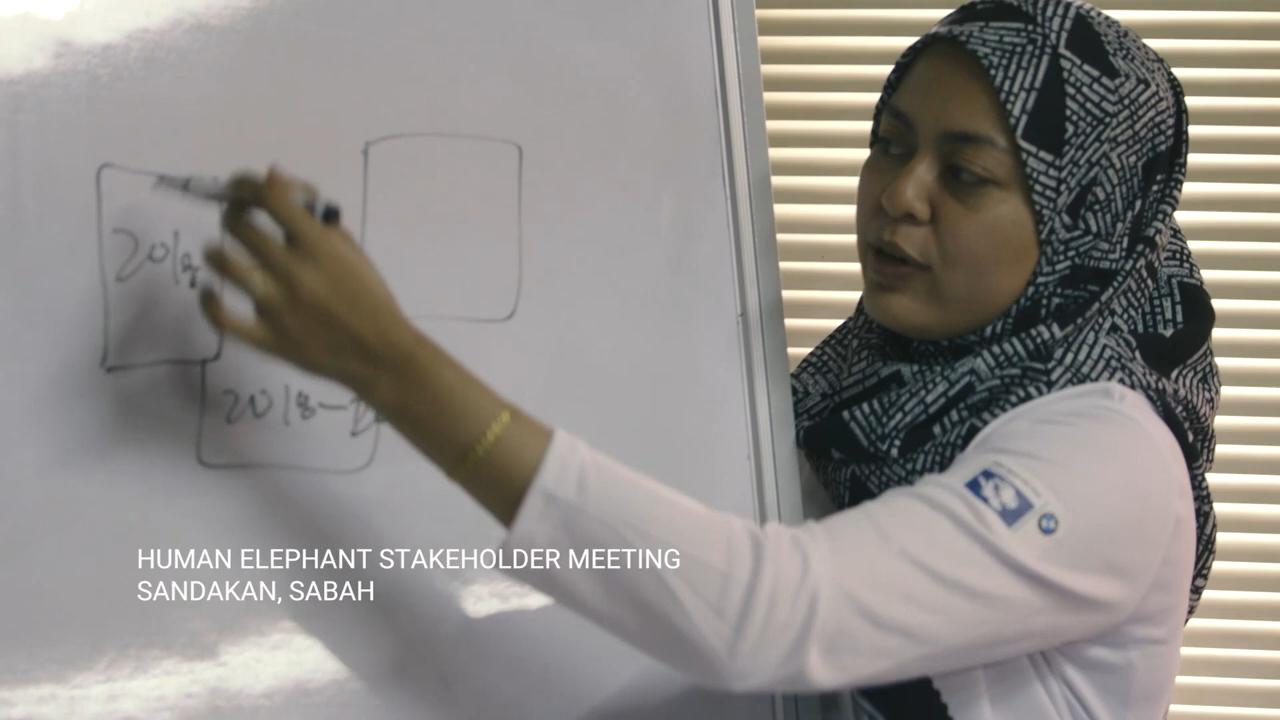 2018
2018-
HUMAN ELEPHANT STAKEHOLDER MEETING
SANDAKAN, SABAH